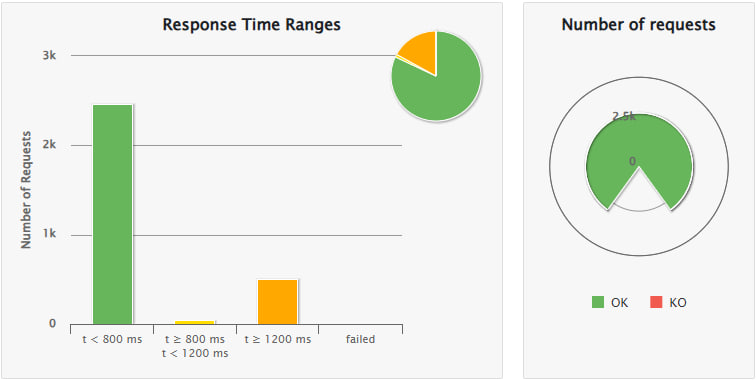 Response Time Ranges
Number of Requests
3k
2k
1k
0
t < 800 ms
t ≥ 800 ms
t < 1200 ms
t ≥ 1200 ms
failed
Number of requests
2.5k
0
OK
KO